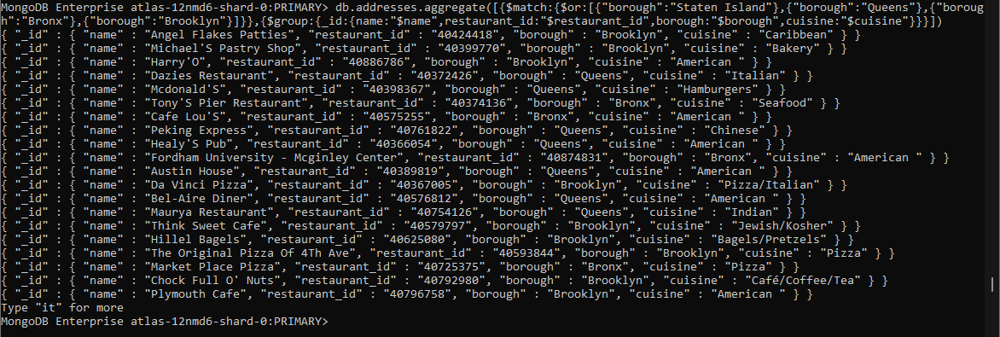 MongoDB Enterprise atlas-12nmd6-shard-0:PRIMARY> db.addresses.aggregate([{$match:{$or:[{"borough":"Staten Island"},{"borough":"Queens"},{"boroug
h":"Bronx"},{"borough":"Brooklyn"}]}},{$group:{_id:{name:"$name",restaurant_id:"$restaurant_id",borough:"$borough",cuisine:"$cuisine"}}}])
{ "_id" : { "name" : "Angel Flakes Patties", "restaurant_id" : "40424418", "borough" : "Brooklyn", "cuisine" : "Caribbean" } }
{ "_id" : { "name" : "Michael'S Pastry Shop", "restaurant_id" : "40399770", "borough" : "Brooklyn", "cuisine" : "Bakery" } }
{ "_id" : { "name" : "Harry'O", "restaurant_id" : "40886786", "borough" : "Brooklyn", "cuisine" : "American " } }
{ "_id" : { "name" : "Dazies Restaurant", "restaurant_id" : "40372426", "borough" : "Queens", "cuisine" : "Italian" } }
{ "_id" : { "name" : "Mcdonald'S", "restaurant_id" : "40398367", "borough" : "Queens", "cuisine" : "Hamburgers" } }
{ "_id" : { "name" : "Tony'S Pier Restaurant", "restaurant_id" : "40374136", "borough" : "Bronx", "cuisine" : "Seafood" } }
{ "_id" : { "name" : "Cafe Lou'S", "restaurant_id" : "40575255", "borough" : "Bronx", "cuisine" : "American " } }
{ "_id" : { "name" : "Peking Express", "restaurant_id" : "40761822", "borough" : "Queens", "cuisine" : "Chinese" } }
{ "_id" : { "name" : "Healy'S Pub", "restaurant_id" : "40366054", "borough" : "Queens", "cuisine" : "American " } }
{ "_id" : { "name" : "Fordham University - Mcginley Center", "restaurant_id" : "40874831", "borough" : "Bronx", "cuisine" : "American " } }
{ "_id" : { "name" : "Austin House", "restaurant_id" : "40389819", "borough" : "Queens", "cuisine" : "American " } }
{ "_id" : { "name" : "Da Vinci Pizza", "restaurant_id" : "40367005", "borough" : "Brooklyn", "cuisine" : "Pizza/Italian" } }
{ "_id" : { "name" : "Bel-Aire Diner", "restaurant_id" : "40576812", "borough" : "Queens", "cuisine" : "American " } }
{ "_id" : { "name" : "Maurya Restaurant", "restaurant_id" : "40754126", "borough" : "Queens", "cuisine" : "Indian" } }
{ "_id" : { "name" : "Think Sweet Cafe", "restaurant_id" : "40579797", "borough" : "Brooklyn", "cuisine" : "Jewish/Kosher" } }
{ "_id" : { "name" : "Hillel Bagels", "restaurant_id" : "40625080", "borough" : "Brooklyn", "cuisine" : "Bagels/Pretzels" } }
{ "_id" : { "name" : "The Original Pizza Of 4Th Ave", "restaurant_id" : "40593844", "borough" : "Brooklyn", "cuisine" : "Pizza" } }
{ "_id" : { "name" : "Market Place Pizza", "restaurant_id" : "40725375", "borough" : "Bronx", "cuisine" : "Pizza" } }
{ "_id" : { "name" : "Chock Full O' Nuts", "restaurant_id" : "40792980", "borough" : "Brooklyn", "cuisine" : "Café/Coffee/Tea" } }
{ "_id" : { "name" : "Plymouth Cafe", "restaurant_id" : "40796758", "borough" : "Brooklyn", "cuisine" : "American " } }
Type "it" for more
MongoDB Enterprise atlas-12nmd6-shard-0:PRIMARY>